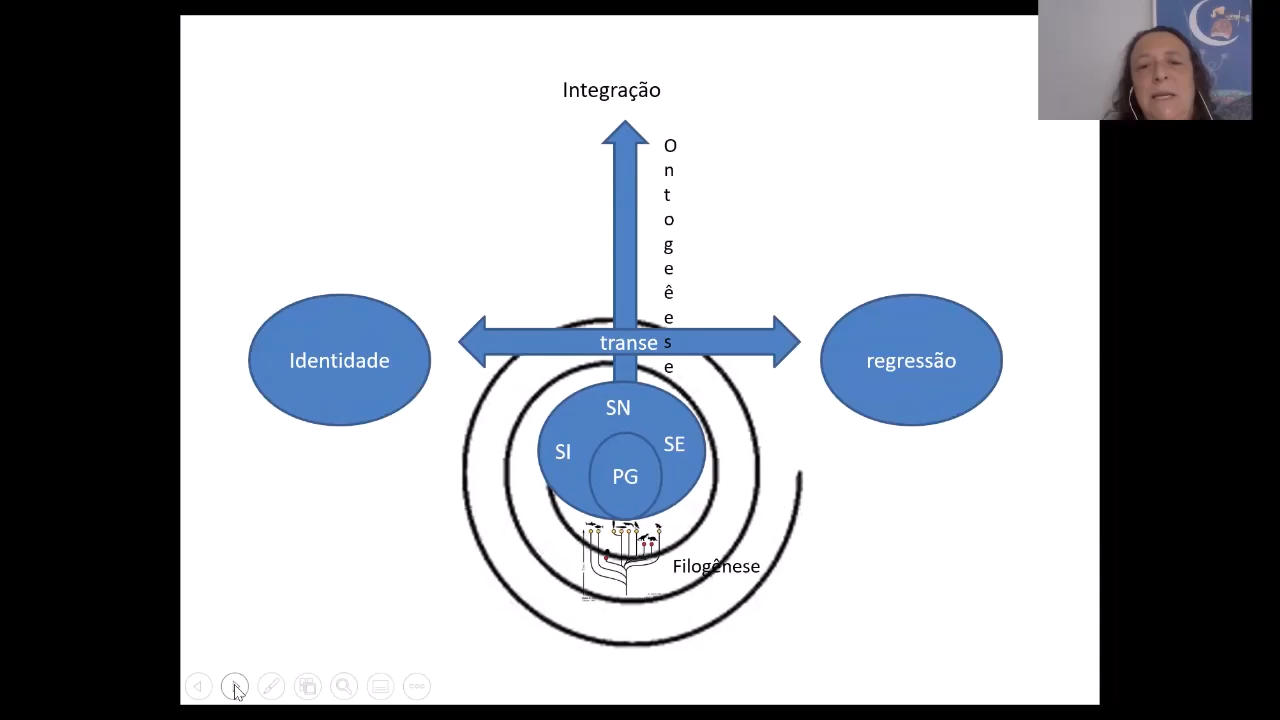 Integração
O
n
t
o
g
e
ê
e
s
e
Identidade
transe
regressão
SN
SI
SE
PG
Filogênese